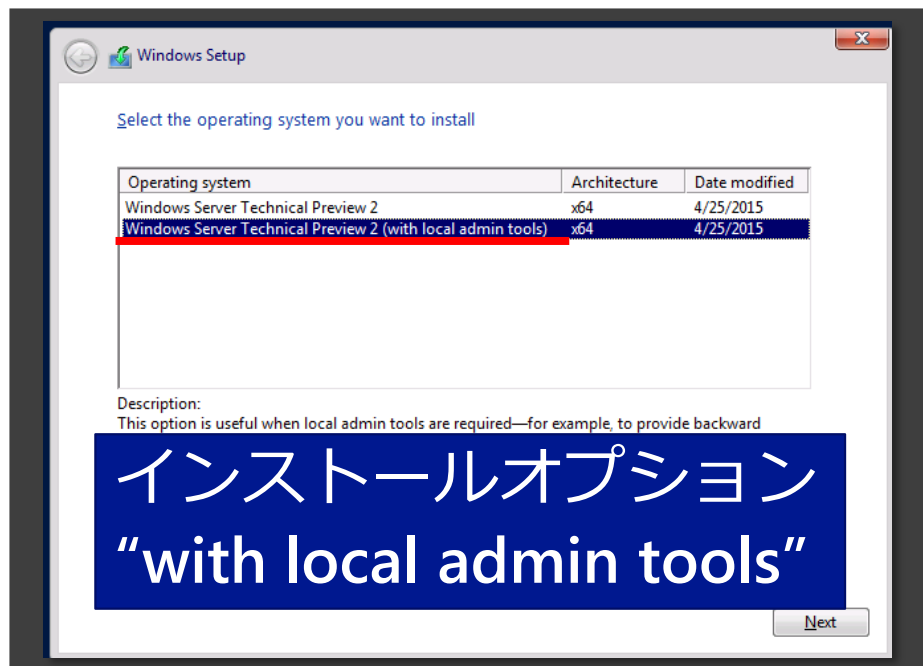 Windows Setup
Select the operating system you want to install
Operating system Architecture Date modified
Windows Server Technical Preview 2 x64 4/25/2015
Windows Server Technical Preview 2 (with local admin tools) x64 4/25/2015
Description:
This option is useful when local admin tools are required—for example, to provide backward
インストールオプション
“with local admin tools”
Next